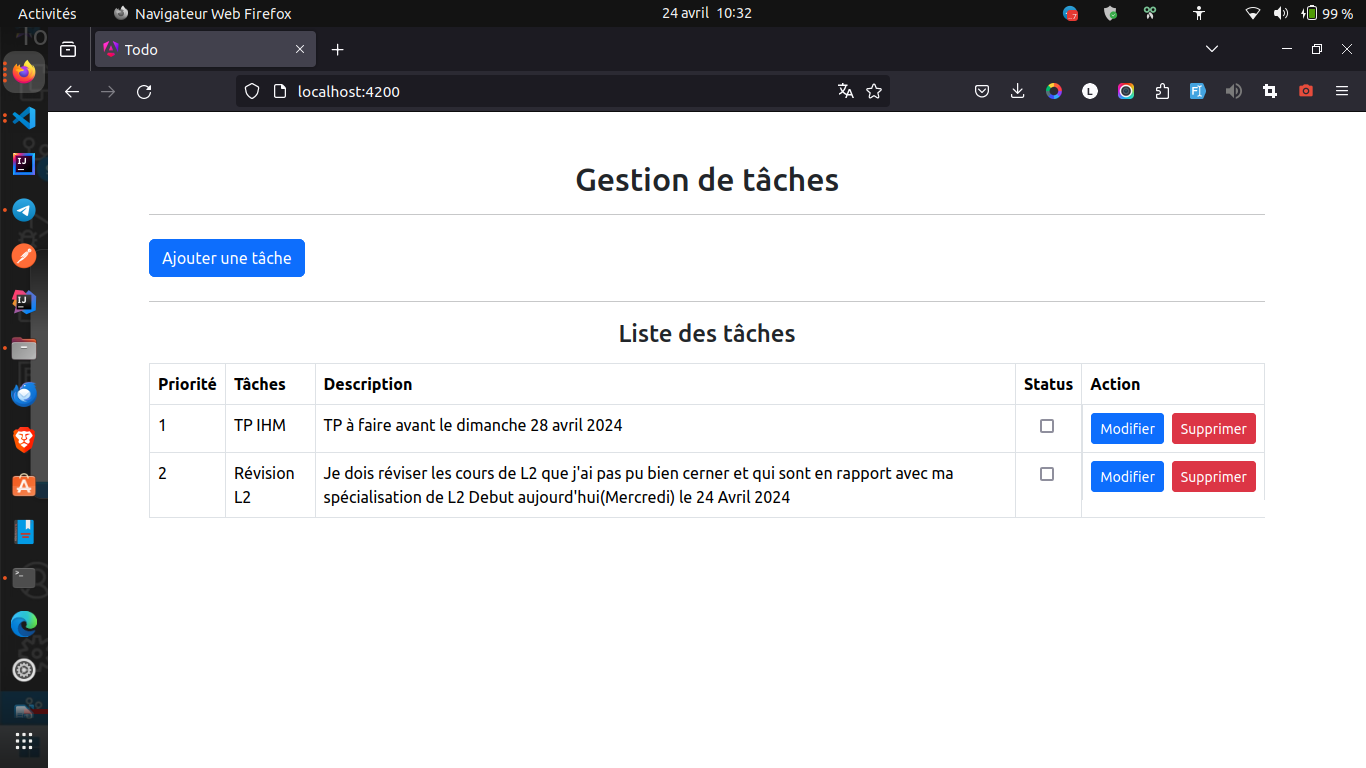 Activités
Navigateur Web Firefox
24 avril 10:32
99 %
Todo
localhost:4200
Gestion de tâches
Ajouter une tâche
Liste des tâches
Priorité Tâches Description Status Action
1 TP IHM TP à faire avant le dimanche 28 avril 2024 Modifier Supprimer
2 Révision Je dois réviser les cours de L2 que j'ai pas pu bien cerner et qui sont en rapport avec ma Modifier Supprimer
L2 spécialisation de L2 Debut aujourd'hui(Mercredi) le 24 Avril 2024